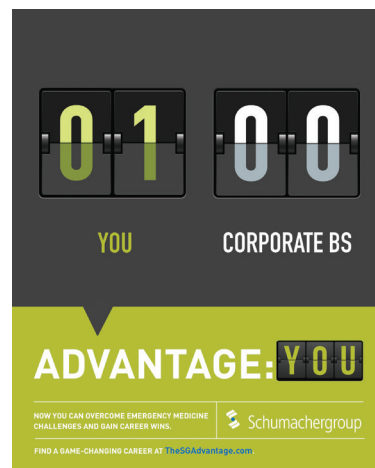 01 00
YOU CORPORATE BS
ADVANTAGE: YOU
NOW YOU CAN OVERCOME EMERGENCY MEDICINE
CHALLENGES AND GAIN CAREER WINS.
Schumachergroup
FIND A GAME-CHANGING CAREER AT TheSGAdvantage.com.